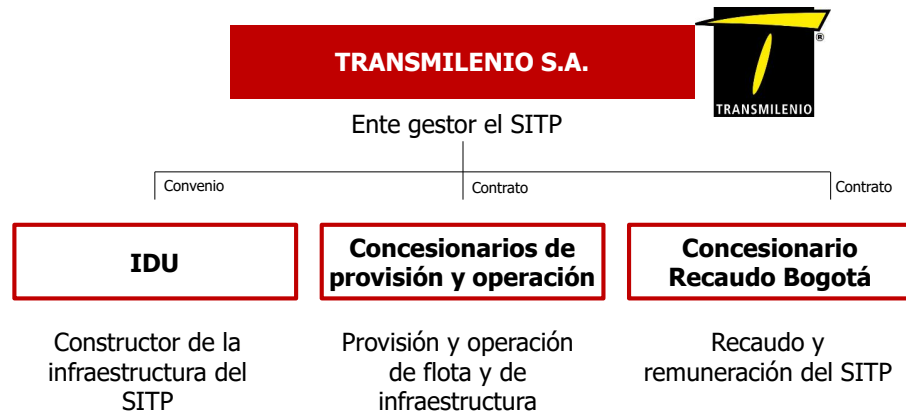 TRANSMILENIO S.A.
®
TRANSMILENIO
Ente gestor el SITP
Convenio
Contrato
Contrato
IDU
Concesionarios de
provisión y operación
Concesionario
Recaudo Bogotá
Constructor de la
infraestructura del
SITP
Provisión y operación
de flota y de
infraestructura
Recaudo y
remuneración del SITP